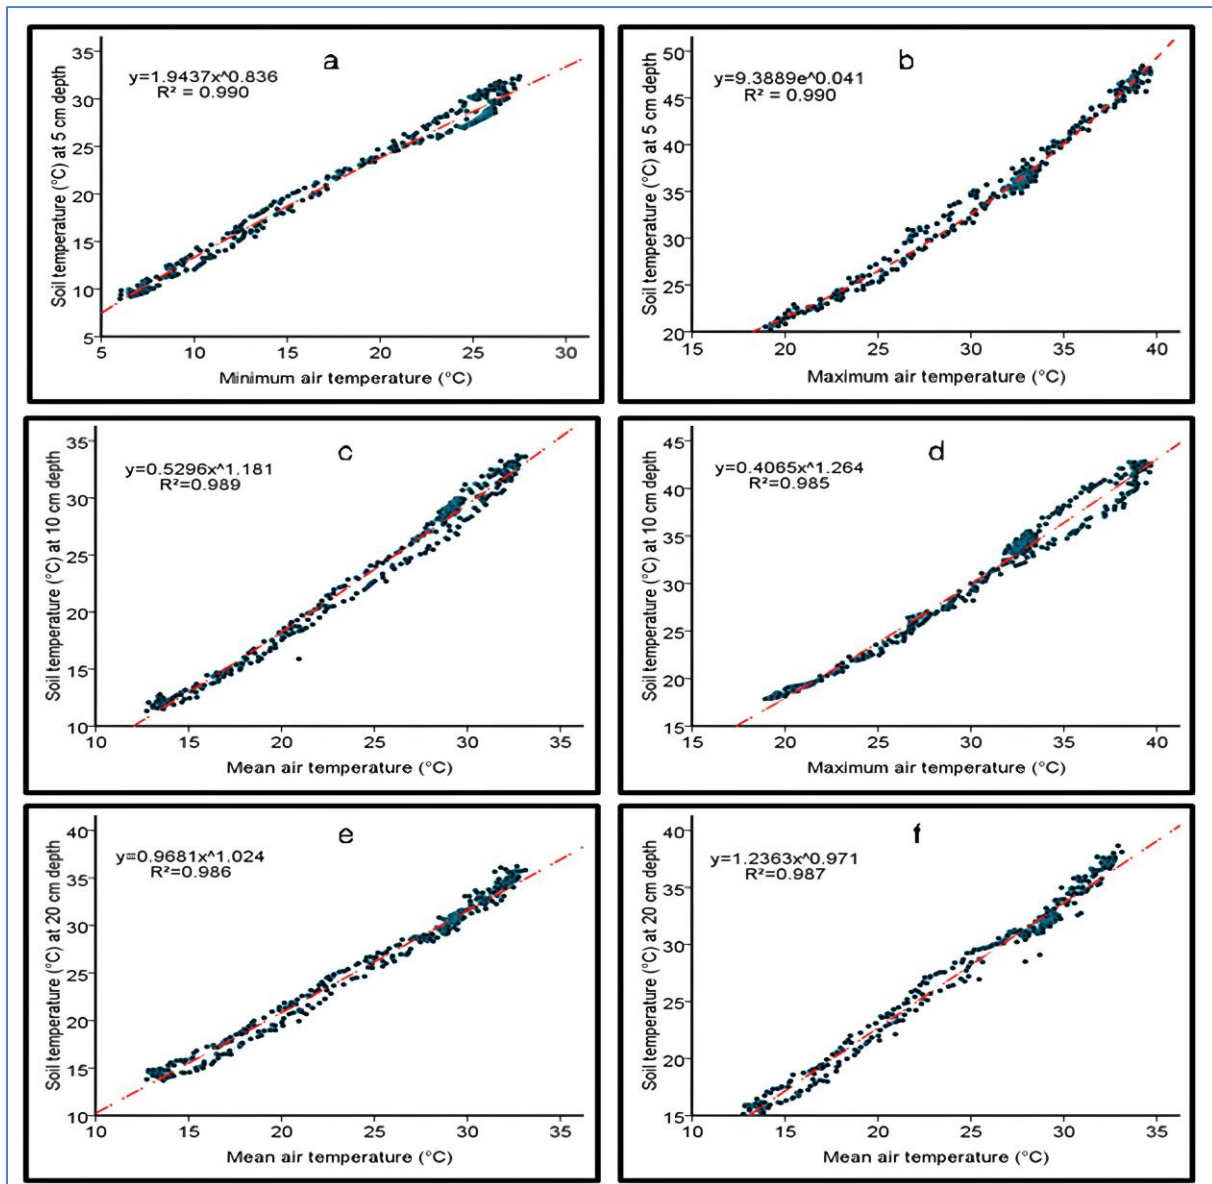 a
y=1.9437x^0.836
R² = 0.990
Soil temperature (°C) at 5 cm depth
35
30
25
20
15
10
5
5 10 15 20 25 30
Minimum air temperature (°C)
b
y=9.3889e^0.041
R² = 0.990
Soil temperature (°C) at 5 cm depth
50
45
40
35
30
25
20
15 20 25 30 35 40
Maximum air temperature (°C)
c
y=0.5296x^1.181
R²=0.989
Soil temperature (°C) at 10 cm depth
35
30
25
20
15
10
10 15 20 25 30 35
Mean air temperature (°C)
d
y=0.4065x^1.264
R²=0.985
Soil temperature (°C) at 10 cm depth
45
40
35
30
25
20
15
15 20 25 30 35 40
Maximum air temperature (°C)
e
y=0.9681x^1.024
R²=0.986
Soil temperature (°C) at 20 cm depth
40
35
30
25
20
15
10
10 15 20 25 30 35
Mean air temperature (°C)
f
y=1.2363x^0.971
R²=0.987
Soil temperature (°C) at 20 cm depth
40
35
30
25
20
15
10 15 20 25 30 35
Mean air temperature (°C)